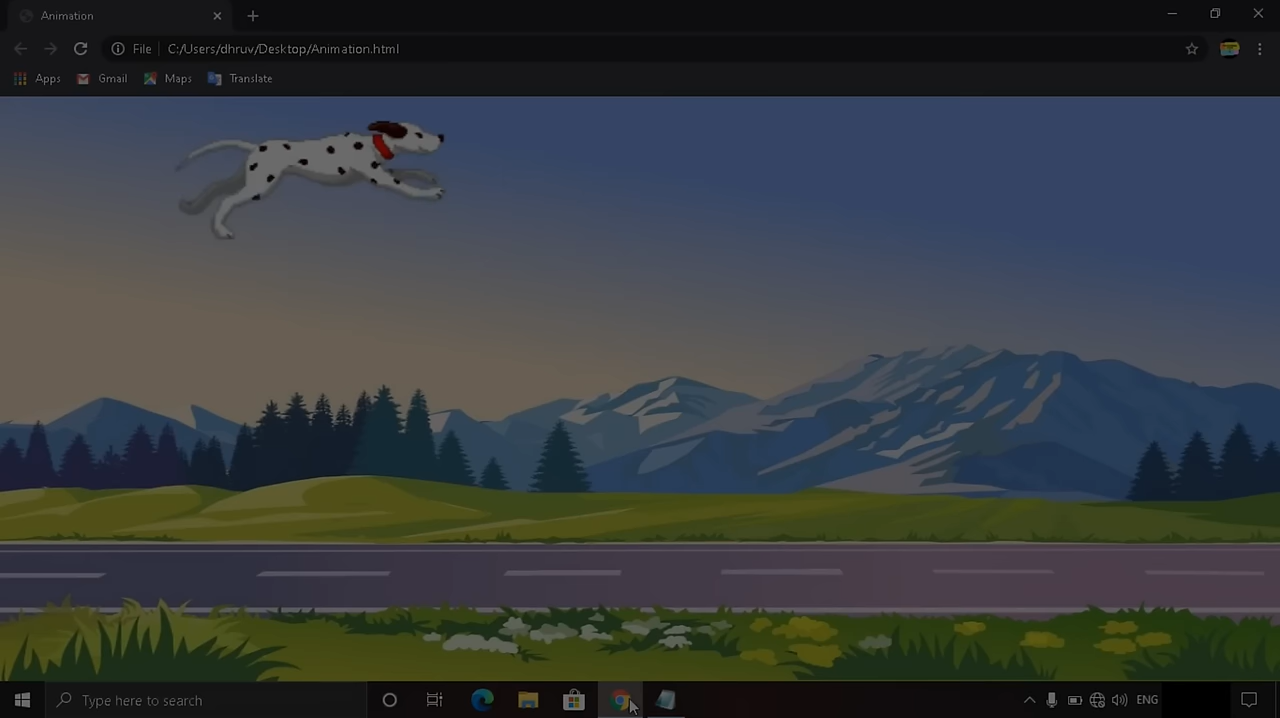 Animation
File
C:/Users/dhruv/Desktop/Animation.html
Apps
Gmail
Maps
Translate
Type here to search
ENG